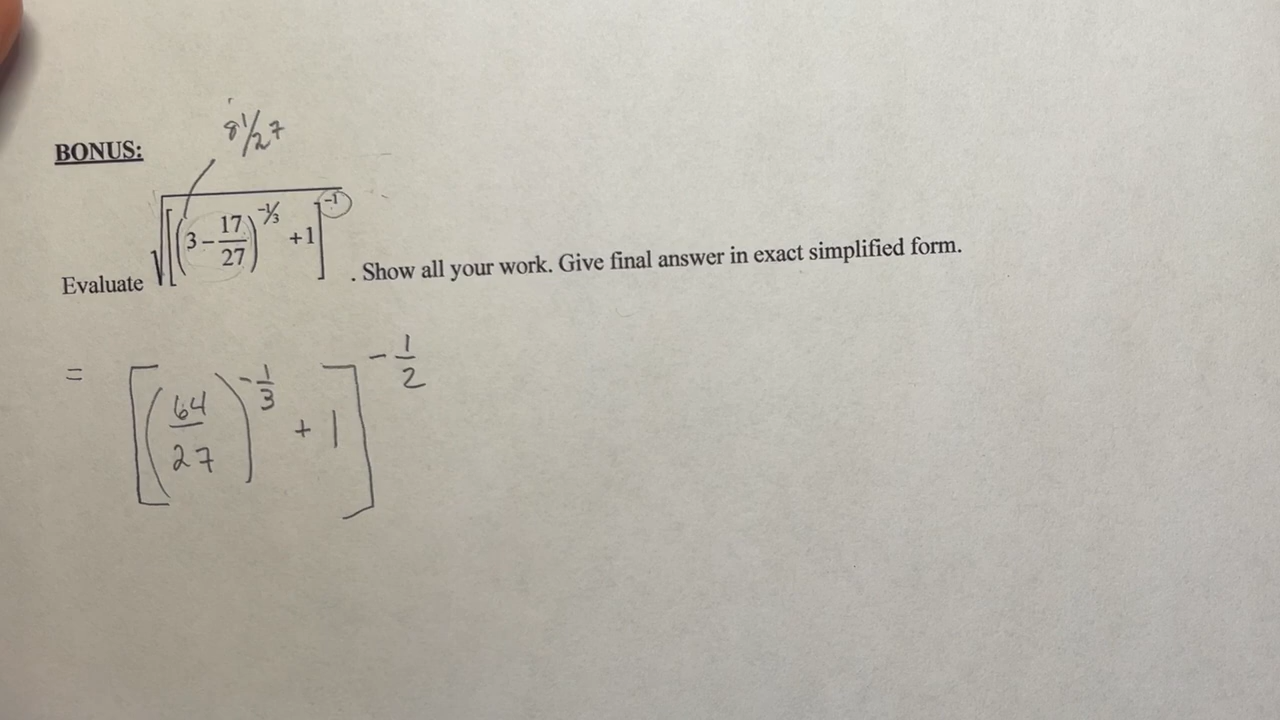 81/27
BONUS:
Evaluate √[(3 − 17/27)^(−1/3) + 1]^(−1) . Show all your work. Give final answer in exact simplified form.
= [(64/27)^(−1/3) + 1]^(−1/2)